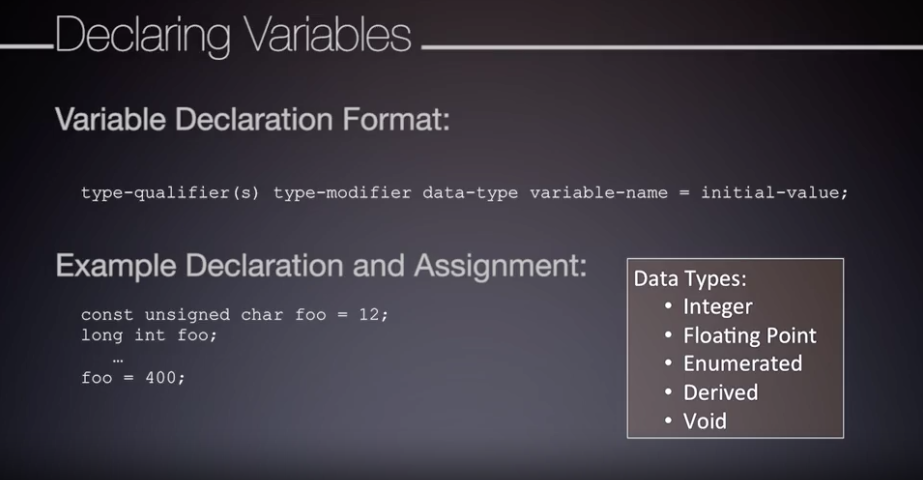 Declaring Variables
Variable Declaration Format:
type-qualifier(s) type-modifier data-type variable-name = initial-value;
Example Declaration and Assignment:
const unsigned char foo = 12;
long int foo;
…
foo = 400;
Data Types:
• Integer
• Floating Point
• Enumerated
• Derived
• Void